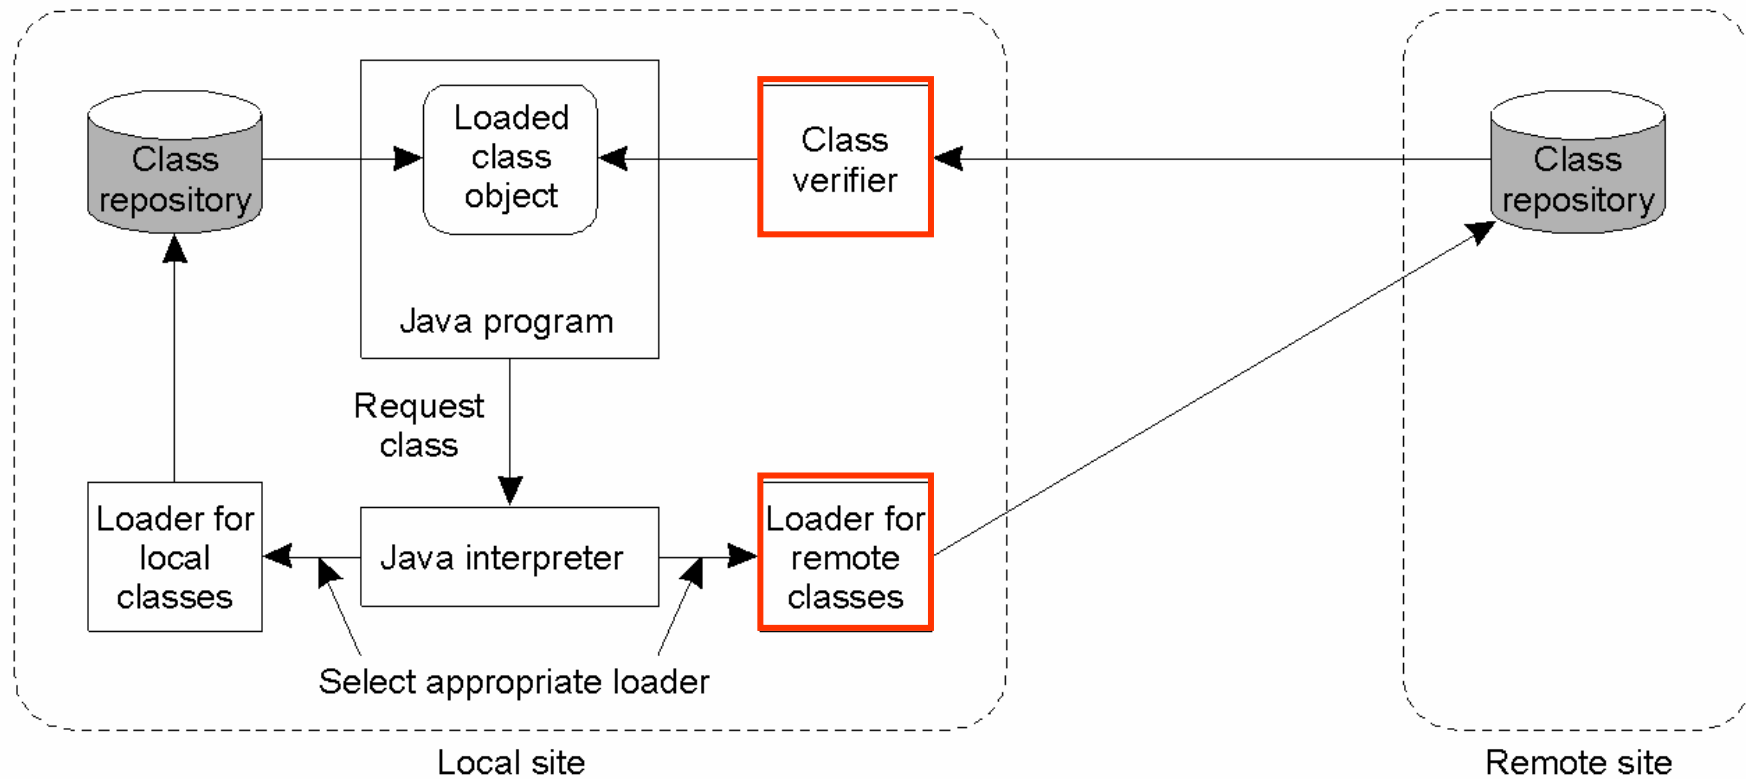 Class
repository
Loaded
class
object
Java program
Class
verifier
Class
repository
Request
class
Loader for
local
classes
Java interpreter
Loader for
remote
classes
Select appropriate loader
Local site
Remote site